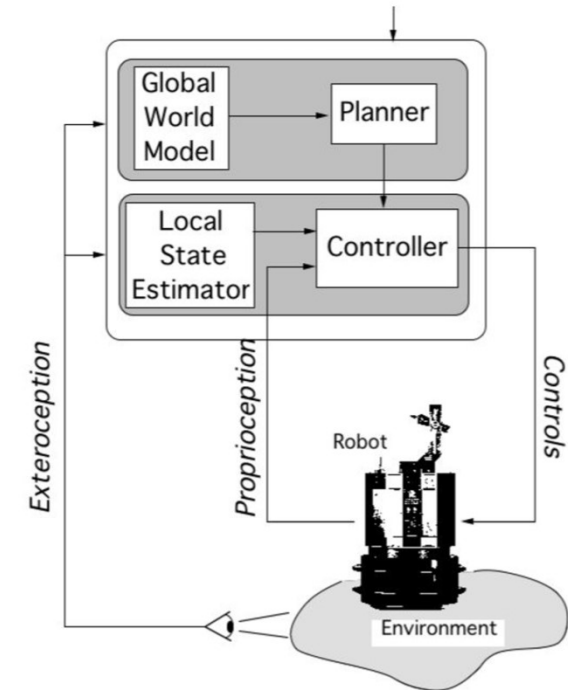 Global
World
Model
Planner
Local
State
Estimator
Controller
Exteroception
Proprioception
Controls
Robot
Environment